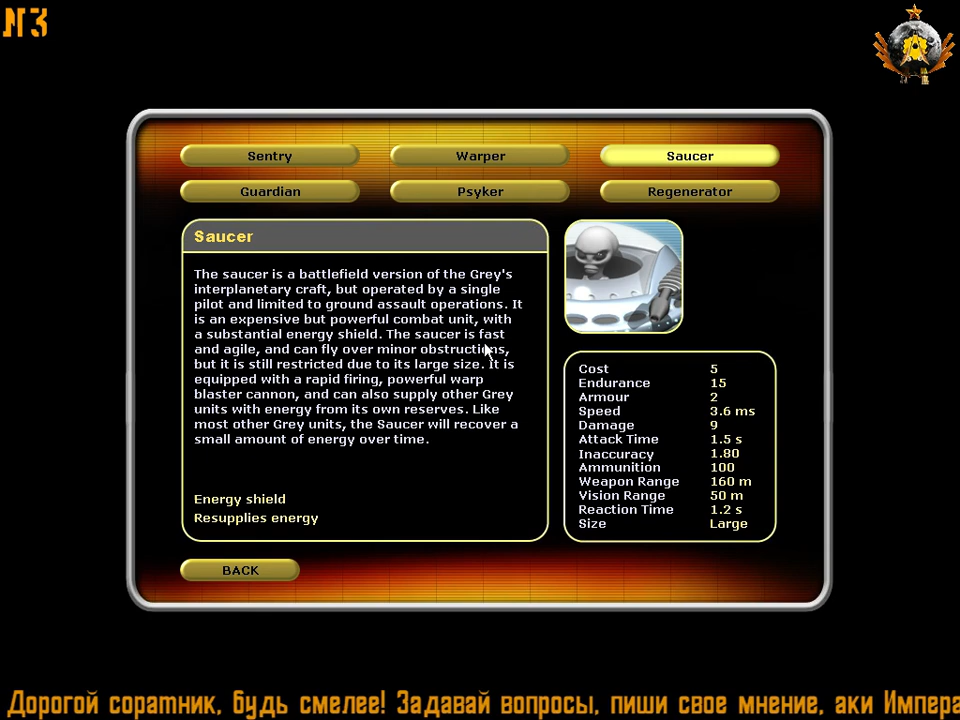 №3
Sentry
Warper
Saucer
Guardian
Psyker
Regenerator
Saucer
The saucer is a battlefield version of the Grey's
interplanetary craft, but operated by a single
pilot and limited to ground assault operations. It
is an expensive but powerful combat unit, with
a substantial energy shield. The saucer is fast
and agile, and can fly over minor obstructions,
but it is still restricted due to its large size. It is
equipped with a rapid firing, powerful warp
blaster cannon, and can also supply other Grey
units with energy from its own reserves. Like
most other Grey units, the Saucer will recover a
small amount of energy over time.
Energy shield
Resupplies energy
Cost 5
Endurance 15
Armour 2
Speed 3.6 ms
Damage 9
Attack Time 1.5 s
Inaccuracy 1.80
Ammunition 100
Weapon Range 160 m
Vision Range 50 m
Reaction Time 1.2 s
Size Large
BACK
Дорогой соратник, будь смелее! Задавай вопросы, пиши свое мнение, аки Импера